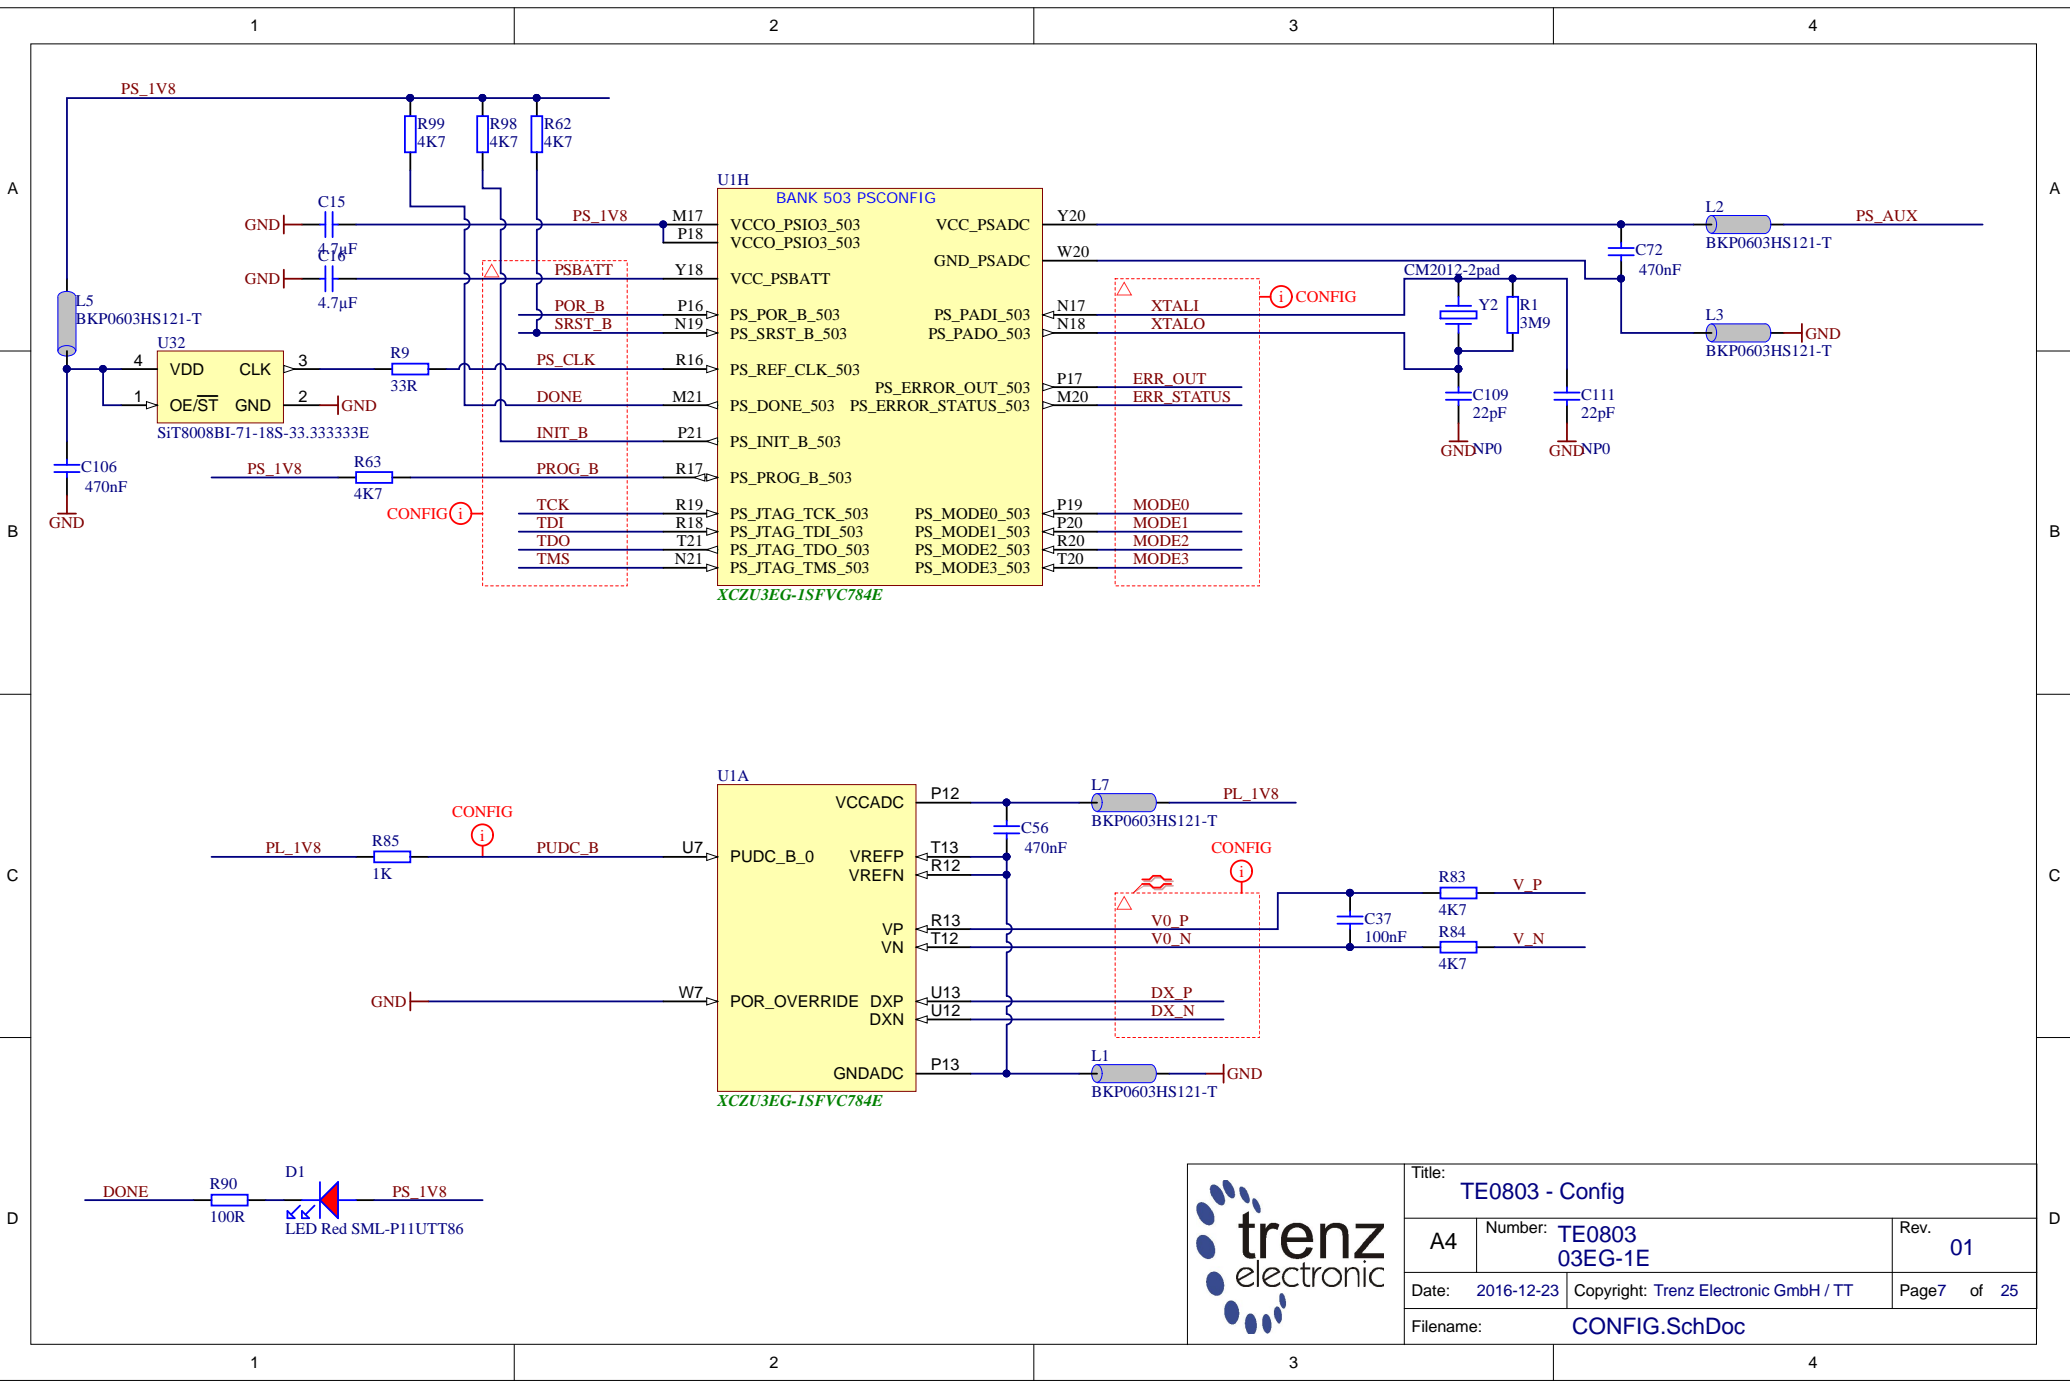 1 2 3 4
A
B
C
D
A
B
C
D
PS_1V8
R99
4K7
R98
4K7
R62
4K7
C15
4.7µF
GND
PS_1V8
C16
4.7µF
GND
PSBATT
POR_B
SRST_B
L5
BKP0603HS121-T
U32
4 VDD CLK 3
1 OE/ST GND 2
GND
SiT8008BI-71-18S-33.333333E
R9
33R
PS_CLK
DONE
INIT_B
C106
470nF
GND
PS_1V8
R63
4K7
PROG_B
CONFIG i
TCK
TDI
TDO
TMS
U1H
BANK 503 PSCONFIG
M17 VCCO_PSIO3_503
P18 VCCO_PSIO3_503
Y18 VCC_PSBATT
P16 PS_POR_B_503
N19 PS_SRST_B_503
R16 PS_REF_CLK_503
M21 PS_DONE_503
P21 PS_INIT_B_503
R17 PS_PROG_B_503
R19 PS_JTAG_TCK_503
R18 PS_JTAG_TDI_503
T21 PS_JTAG_TDO_503
N21 PS_JTAG_TMS_503
VCC_PSADC Y20
GND_PSADC W20
PS_PADI_503 N17 XTALI
PS_PADO_503 N18 XTALO
PS_ERROR_OUT_503 P17 ERR_OUT
PS_ERROR_STATUS_503 M20 ERR_STATUS
PS_MODE0_503 P19 MODE0
PS_MODE1_503 P20 MODE1
PS_MODE2_503 R20 MODE2
PS_MODE3_503 T20 MODE3
XCZU3EG-1SFVC784E
i CONFIG
CM2012-2pad
Y2
R1
3M9
C109
22pF
GND NP0
C111
22pF
GND NP0
L2
BKP0603HS121-T
PS_AUX
C72
470nF
L3
BKP0603HS121-T
GND
U1A
PL_1V8
R85
1K
CONFIG
i
PUDC_B
U7 PUDC_B_0
GND
W7 POR_OVERRIDE
VCCADC P12
VREFP T13
VREFN R12
VP R13
VN T12
DXP U13
DXN U12
GNDADC P13
XCZU3EG-1SFVC784E
L7
BKP0603HS121-T
PL_1V8
C56
470nF
CONFIG
i
V0_P
V0_N
DX_P
DX_N
C37
100nF
R83
4K7
V_P
R84
4K7
V_N
L1
BKP0603HS121-T
GND
DONE
R90
100R
D1
LED Red SML-P11UTT86
PS_1V8
trenz
electronic
Title:
TE0803 - Config
A4
Number: TE0803
03EG-1E
Rev.
01
Date: 2016-12-23 Copyright: Trenz Electronic GmbH / TT Page7 of 25
Filename: CONFIG.SchDoc
1 2 3 4